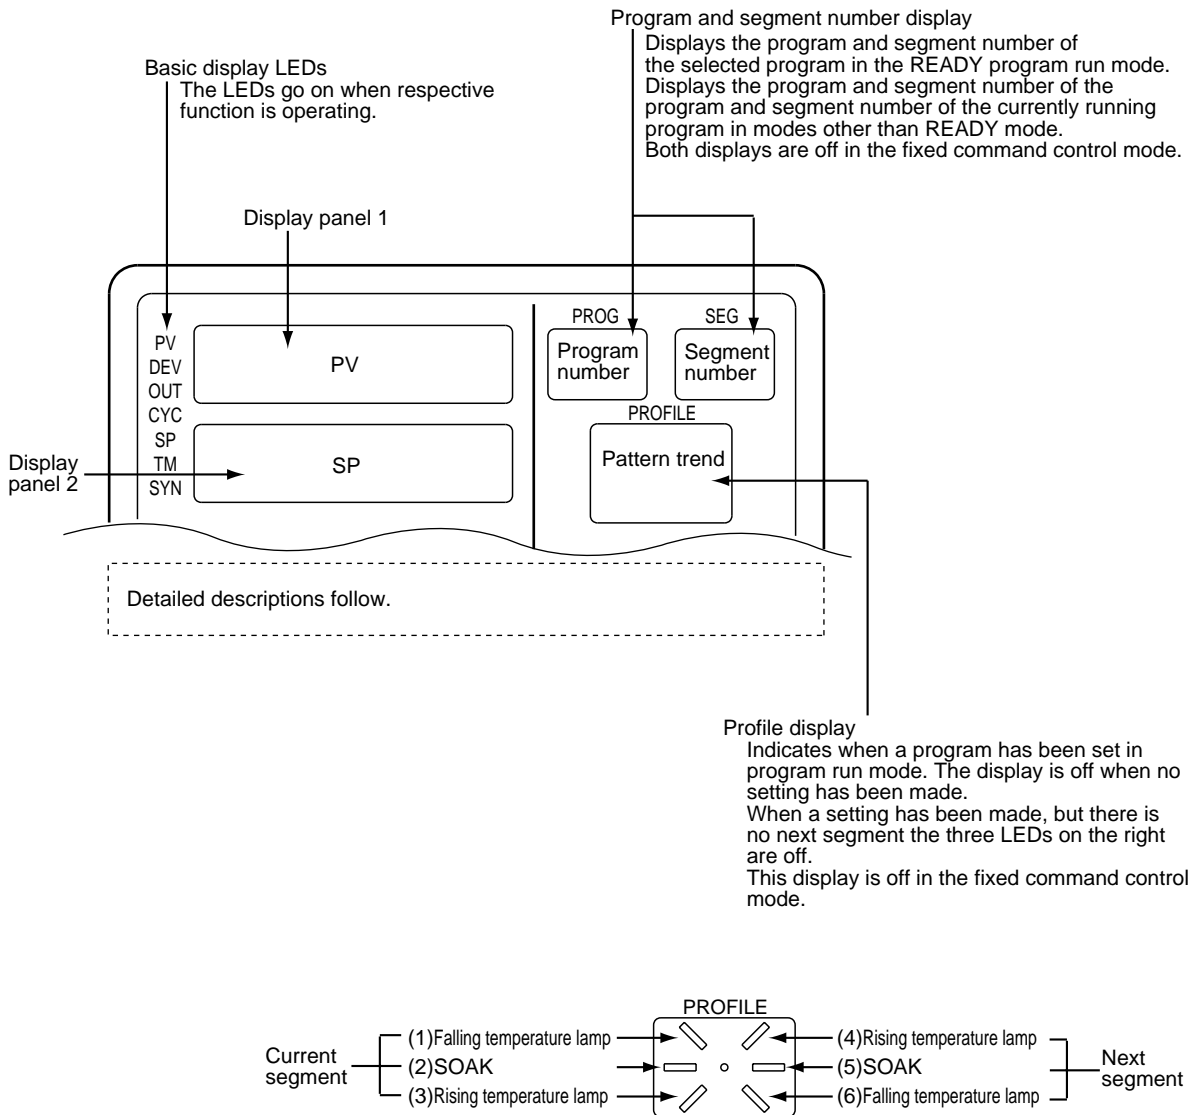 Program and segment number display
Displays the program and segment number of
the selected program in the READY program run mode.
Displays the program and segment number of the
program and segment number of the currently running
program in modes other than READY mode.
Both displays are off in the fixed command control mode.
Basic display LEDs
The LEDs go on when respective
function is operating.
Display panel 1
PROG
SEG
PV
DEV
OUT
CYC
SP
TM
SYN
PV
Program
number
Segment
number
PROFILE
Display
panel 2
SP
Pattern trend
Detailed descriptions follow.
Profile display
Indicates when a program has been set in
program run mode. The display is off when no
setting has been made.
When a setting has been made, but there is
no next segment the three LEDs on the right
are off.
This display is off in the fixed command control
mode.
PROFILE
Current
segment
(1)Falling temperature lamp
(2)SOAK
(3)Rising temperature lamp
(4)Rising temperature lamp
(5)SOAK
(6)Falling temperature lamp
Next
segment